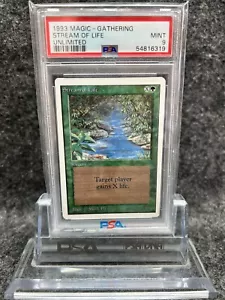 1993 MAGIC - GATHERING
MINT
STREAM OF LIFE
9
UNLIMITED
PSA
54816319
Stream of Life
Target player
gains X life.
PSA
PSA